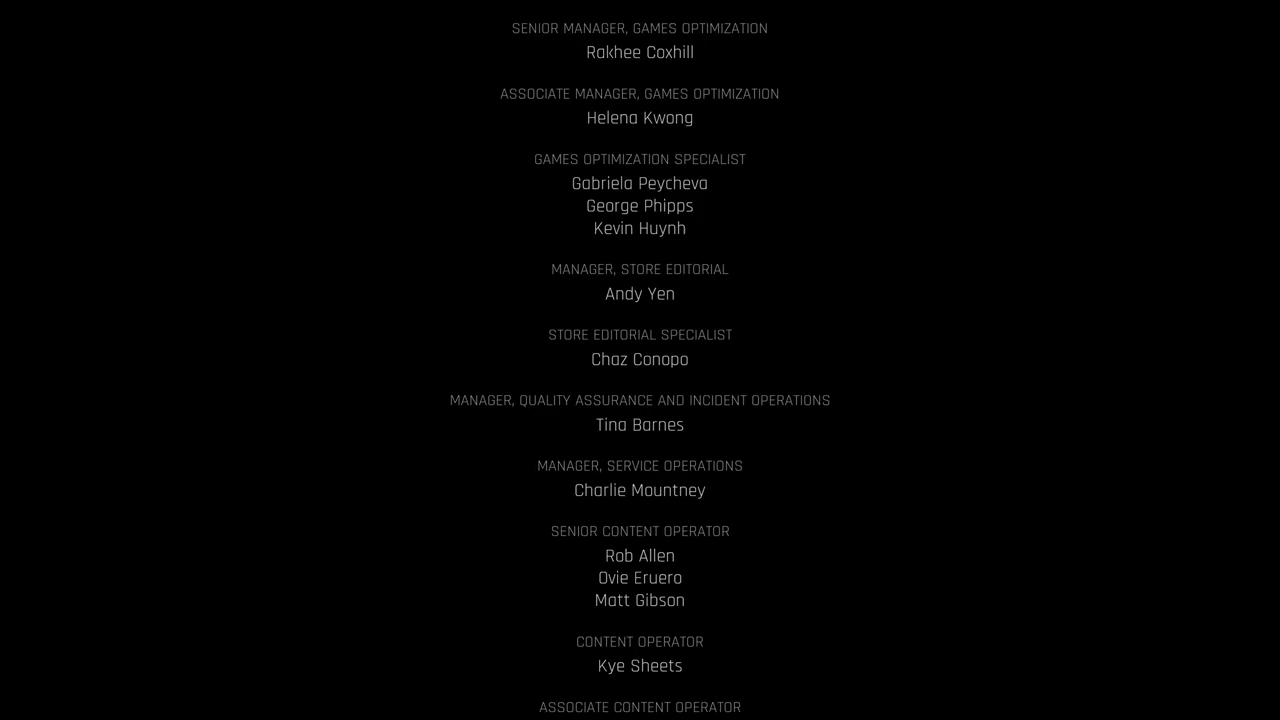 SENIOR MANAGER, GAMES OPTIMIZATION
Rakhee Coxhill
ASSOCIATE MANAGER, GAMES OPTIMIZATION
Helena Kwong
GAMES OPTIMIZATION SPECIALIST
Gabriela Peycheva
George Phipps
Kevin Huynh
MANAGER, STORE EDITORIAL
Andy Yen
STORE EDITORIAL SPECIALIST
Chaz Conopo
MANAGER, QUALITY ASSURANCE AND INCIDENT OPERATIONS
Tina Barnes
MANAGER, SERVICE OPERATIONS
Charlie Mountney
SENIOR CONTENT OPERATOR
Rob Allen
Ovie Eruero
Matt Gibson
CONTENT OPERATOR
Kye Sheets
ASSOCIATE CONTENT OPERATOR